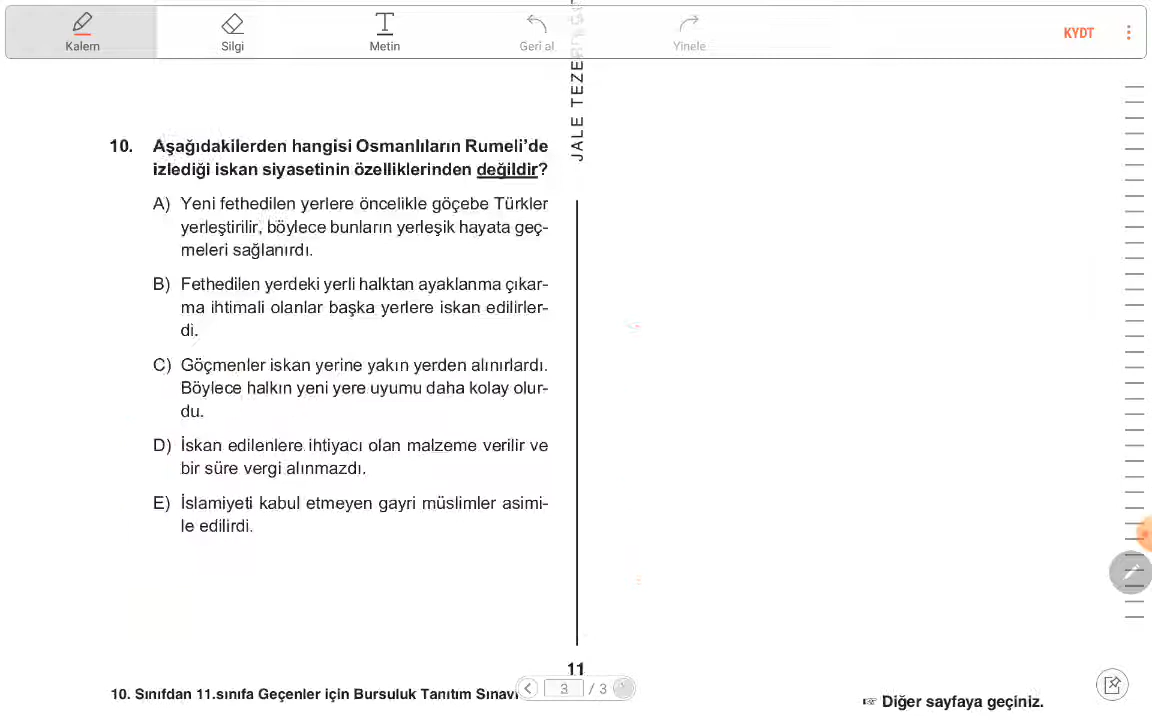 Kalem Silgi Metin Geri al Yinele KYDT
10. Aşağıdakilerden hangisi Osmanlıların Rumeli’de
izlediği iskan siyasetinin özelliklerinden değildir?
A) Yeni fethedilen yerlere öncelikle göçebe Türkler
yerleştirilir, böylece bunların yerleşik hayata geç-
meleri sağlanırdı.
B) Fethedilen yerdeki yerli halktan ayaklanma çıkar-
ma ihtimali olanlar başka yerlere iskan edilirler-
di.
C) Göçmenler iskan yerine yakın yerden alınırlardı.
Böylece halkın yeni yere uyumu daha kolay olur-
du.
D) İskan edilenlere ihtiyacı olan malzeme verilir ve
bir süre vergi alınmazdı.
E) İslamiyeti kabul etmeyen gayri müslimler asimi-
le edilirdi.
JALE
11
10. Sınıfdan 11.sınıfa Geçenler için Bursuluk Tanıtım Sınavı
3 / 3
☞ Diğer sayfaya geçiniz.